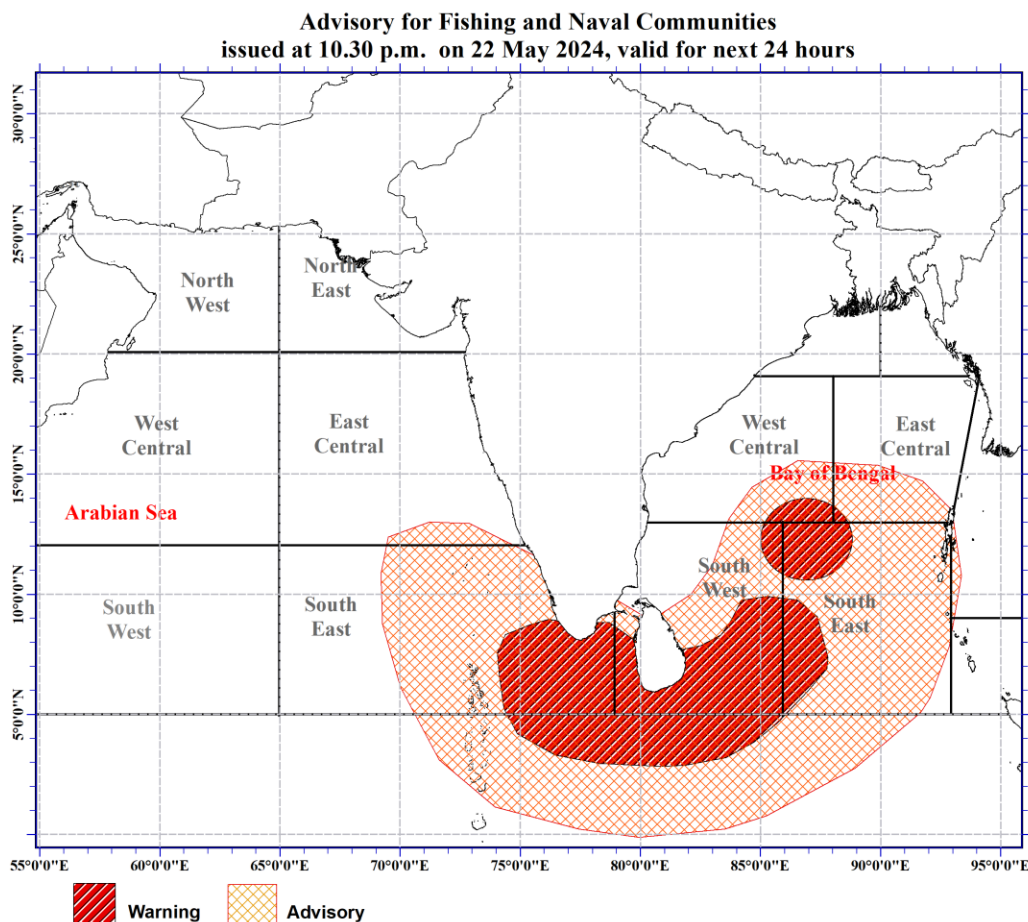 Advisory for Fishing and Naval Communities
issued at 10.30 p.m. on 22 May 2024, valid for next 24 hours
30°0'0"N
25°0'0"N
20°0'0"N
15°0'0"N
10°0'0"N
5°0'0"N
North
West
North
East
West
Central
East
Central
West
Central
East
Central
Bay of Bengal
Arabian Sea
South
West
South
East
South
West
South
East
55°0'0"E
60°0'0"E
65°0'0"E
70°0'0"E
75°0'0"E
80°0'0"E
85°0'0"E
90°0'0"E
95°0'0"E
Warning
Advisory